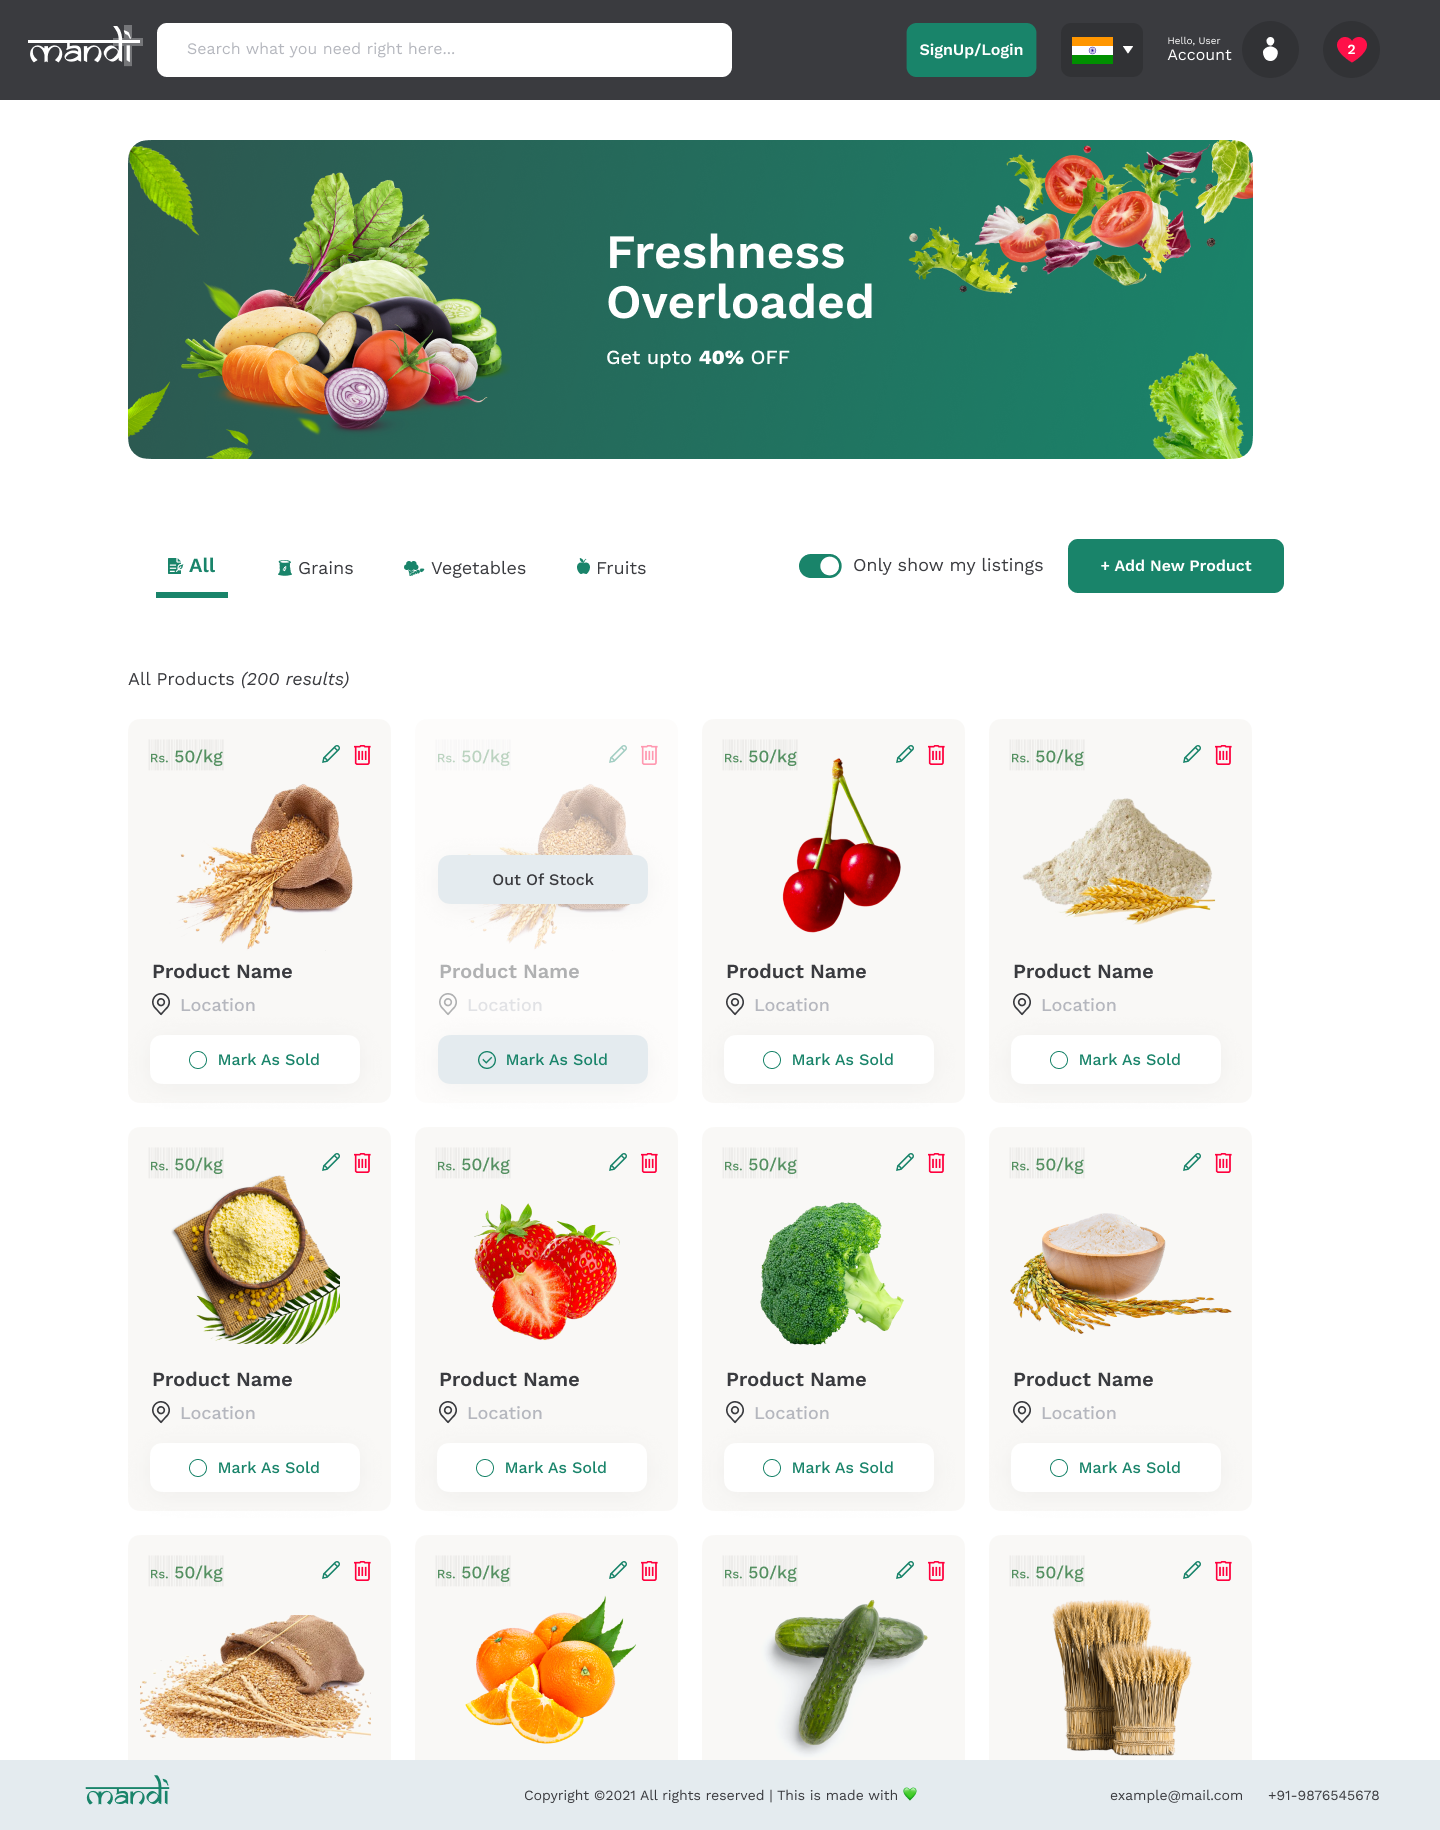 mandi
Search what you need right here...
SignUp/Login
Hello, User
Account
2
Freshness
Overloaded
Get upto 40% OFF
All
Grains
Vegetables
Fruits
Only show my listings
+ Add New Product
All Products (200 results)
Rs. 50/kg
Rs. 50/kg
Rs. 50/kg
Rs. 50/kg
Out Of Stock
Product Name
Product Name
Product Name
Product Name
Location
Location
Location
Location
Mark As Sold
Mark As Sold
Mark As Sold
Mark As Sold
Rs. 50/kg
Rs. 50/kg
Rs. 50/kg
Rs. 50/kg
Product Name
Product Name
Product Name
Product Name
Location
Location
Location
Location
Mark As Sold
Mark As Sold
Mark As Sold
Mark As Sold
Rs. 50/kg
Rs. 50/kg
Rs. 50/kg
Rs. 50/kg
mandi
Copyright ©2021 All rights reserved | This is made with 💚
example@mail.com
+91-9876545678